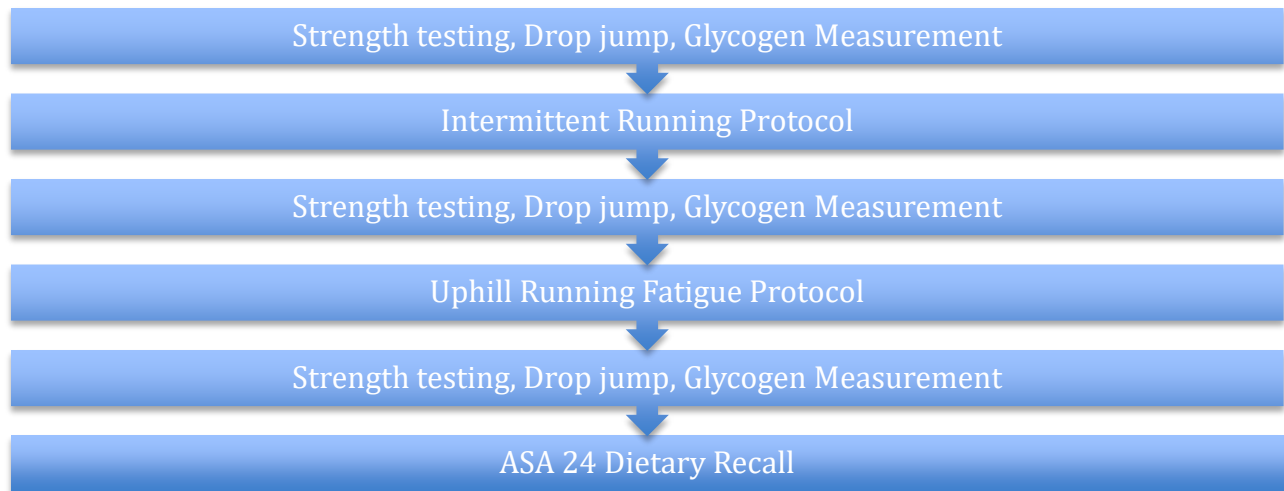 Strength testing, Drop jump, Glycogen Measurement
Intermittent Running Protocol
Strength testing, Drop jump, Glycogen Measurement
Uphill Running Fatigue Protocol
Strength testing, Drop jump, Glycogen Measurement
ASA 24 Dietary Recall